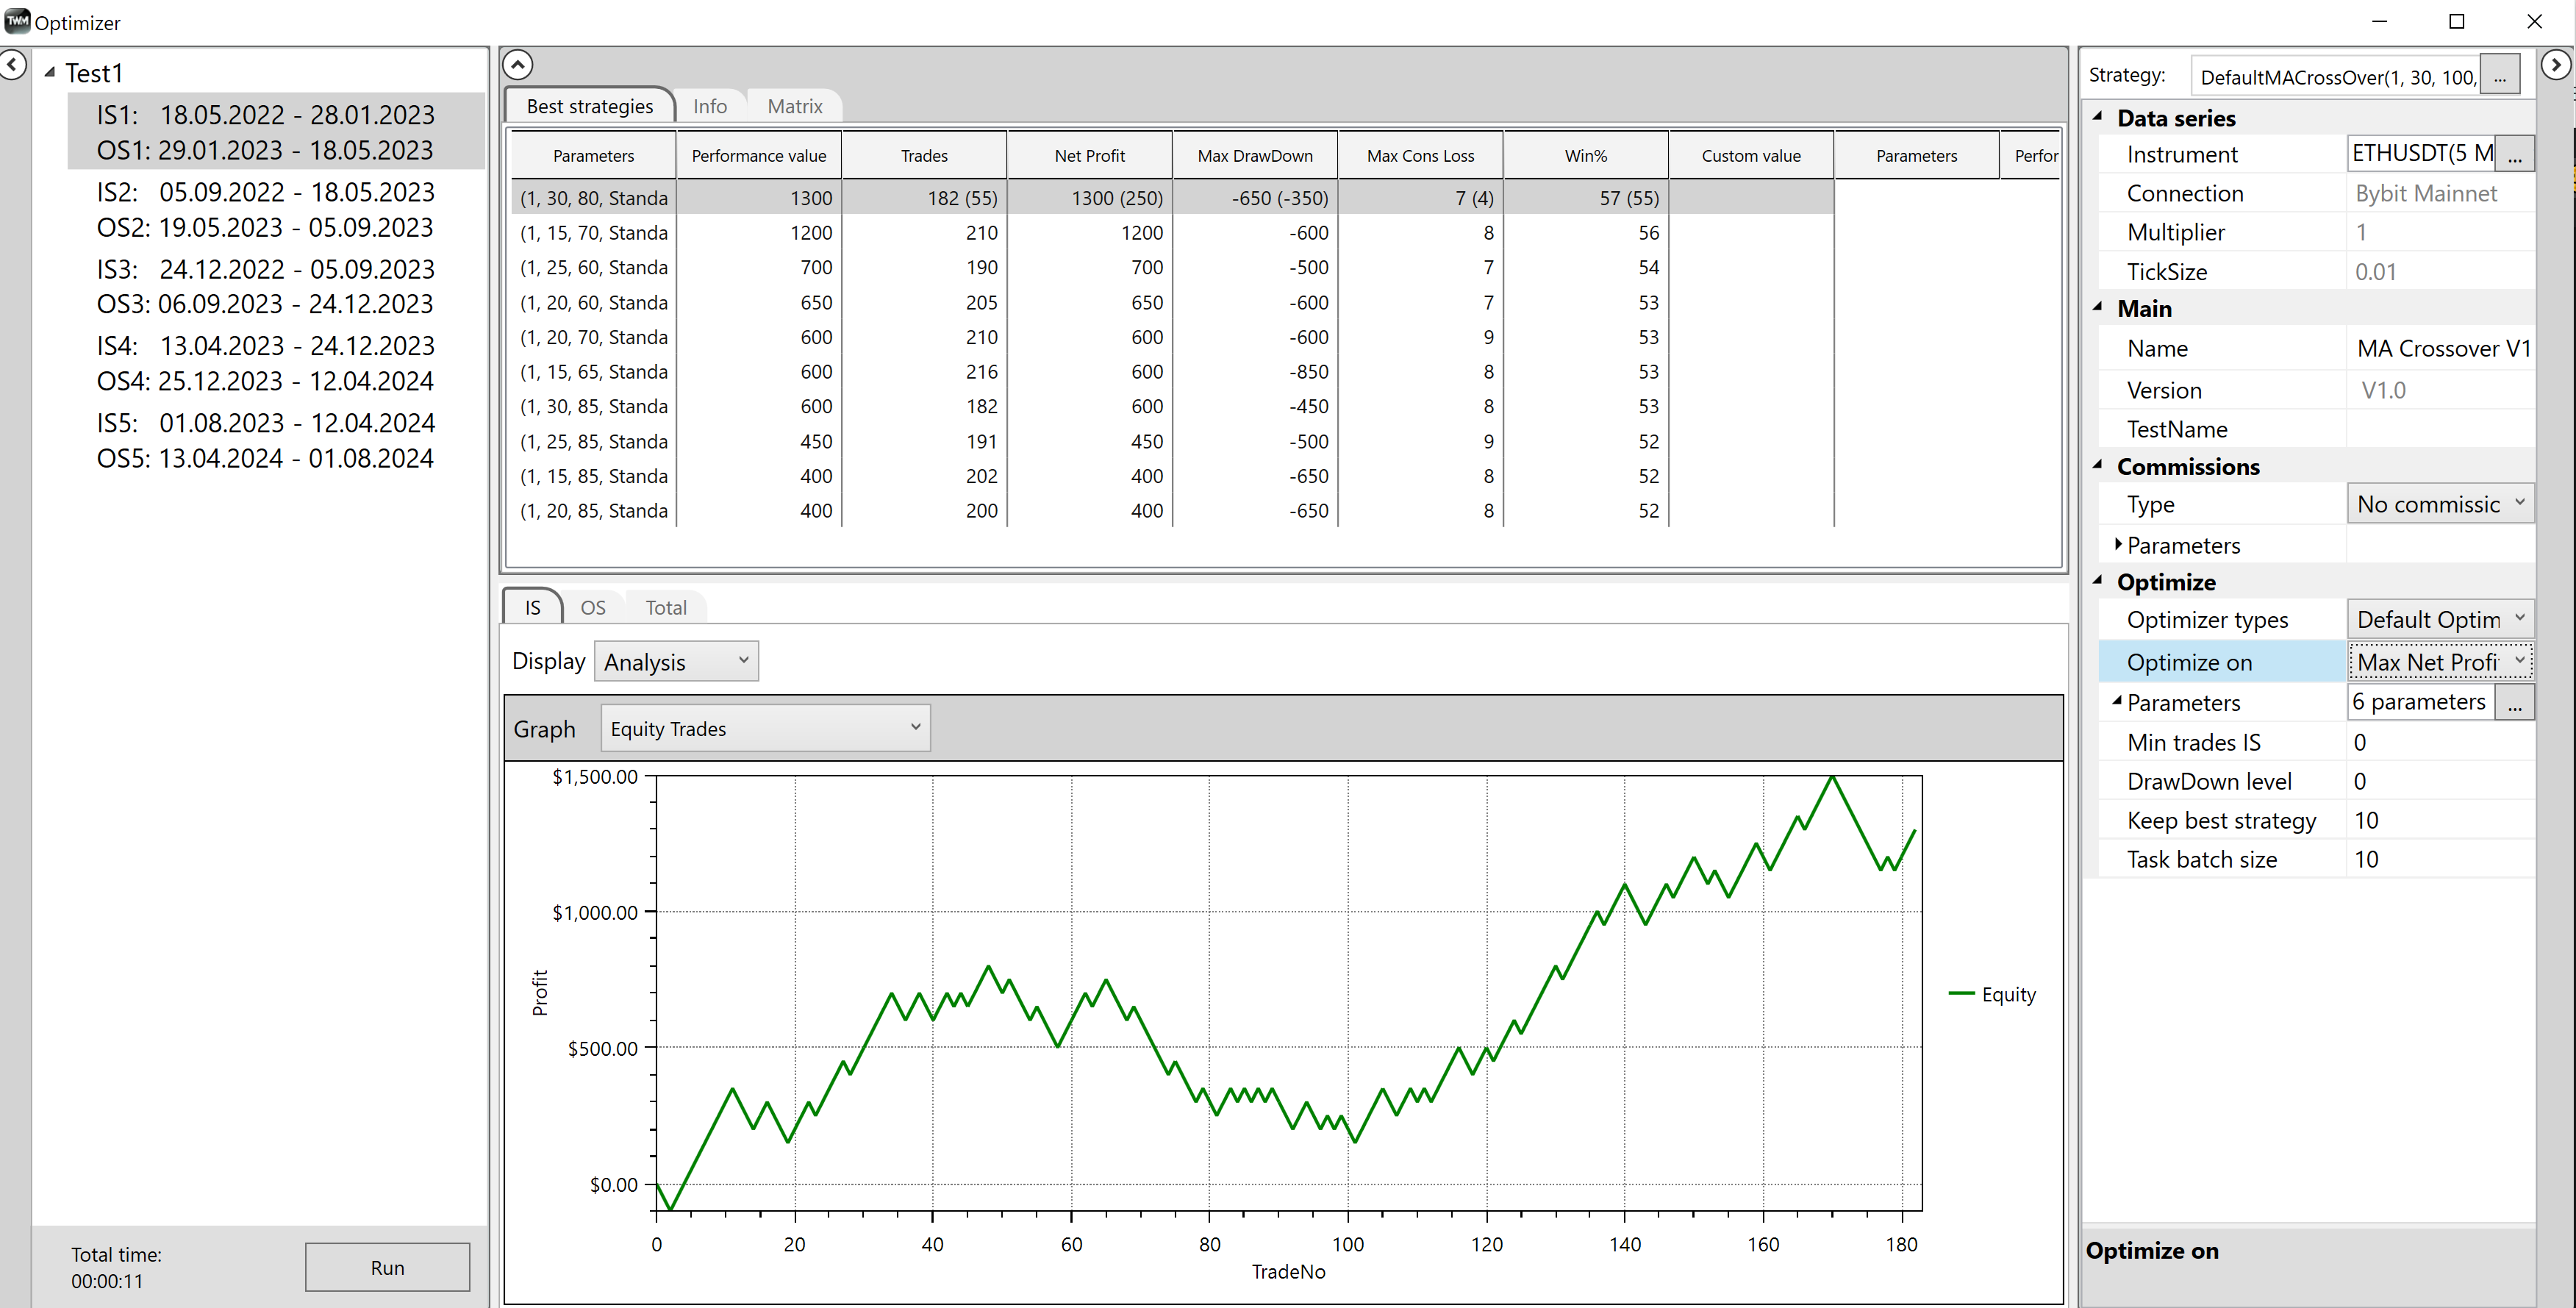 TWM Optimizer
Test1
IS1: 18.05.2022 - 28.01.2023
OS1: 29.01.2023 - 18.05.2023
IS2: 05.09.2022 - 18.05.2023
OS2: 19.05.2023 - 05.09.2023
IS3: 24.12.2022 - 05.09.2023
OS3: 06.09.2023 - 24.12.2023
IS4: 13.04.2023 - 24.12.2023
OS4: 25.12.2023 - 12.04.2024
IS5: 01.08.2023 - 12.04.2024
OS5: 13.04.2024 - 01.08.2024
Total time:
00:00:11
Run
Best strategies Info Matrix
Parameters Performance value Trades Net Profit Max DrawDown Max Cons Loss Win% Custom value Parameters Perfor
(1, 30, 80, Standa 1300 182 (55) 1300 (250) -650 (-350) 7 (4) 57 (55)
(1, 15, 70, Standa 1200 210 1200 -600 8 56
(1, 25, 60, Standa 700 190 700 -500 7 54
(1, 20, 60, Standa 650 205 650 -600 7 53
(1, 20, 70, Standa 600 210 600 -600 9 53
(1, 15, 65, Standa 600 216 600 -850 8 53
(1, 30, 85, Standa 600 182 600 -450 8 53
(1, 25, 85, Standa 450 191 450 -500 9 52
(1, 15, 85, Standa 400 202 400 -650 8 52
(1, 20, 85, Standa 400 200 400 -650 8 52
IS OS Total
Display Analysis
Graph Equity Trades
$1,500.00
$1,000.00
$500.00
$0.00
Profit
0 20 40 60 80 100 120 140 160 180
TradeNo
Equity
Strategy: DefaultMACrossOver(1, 30, 100, ...
Data series
Instrument ETHUSDT(5 M ...
Connection Bybit Mainnet
Multiplier 1
TickSize 0.01
Main
Name MA Crossover V1
Version V1.0
TestName
Commissions
Type No commissic
Parameters
Optimize
Optimizer types Default Optim
Optimize on Max Net Profi
Parameters 6 parameters ...
Min trades IS 0
DrawDown level 0
Keep best strategy 10
Task batch size 10
Optimize on